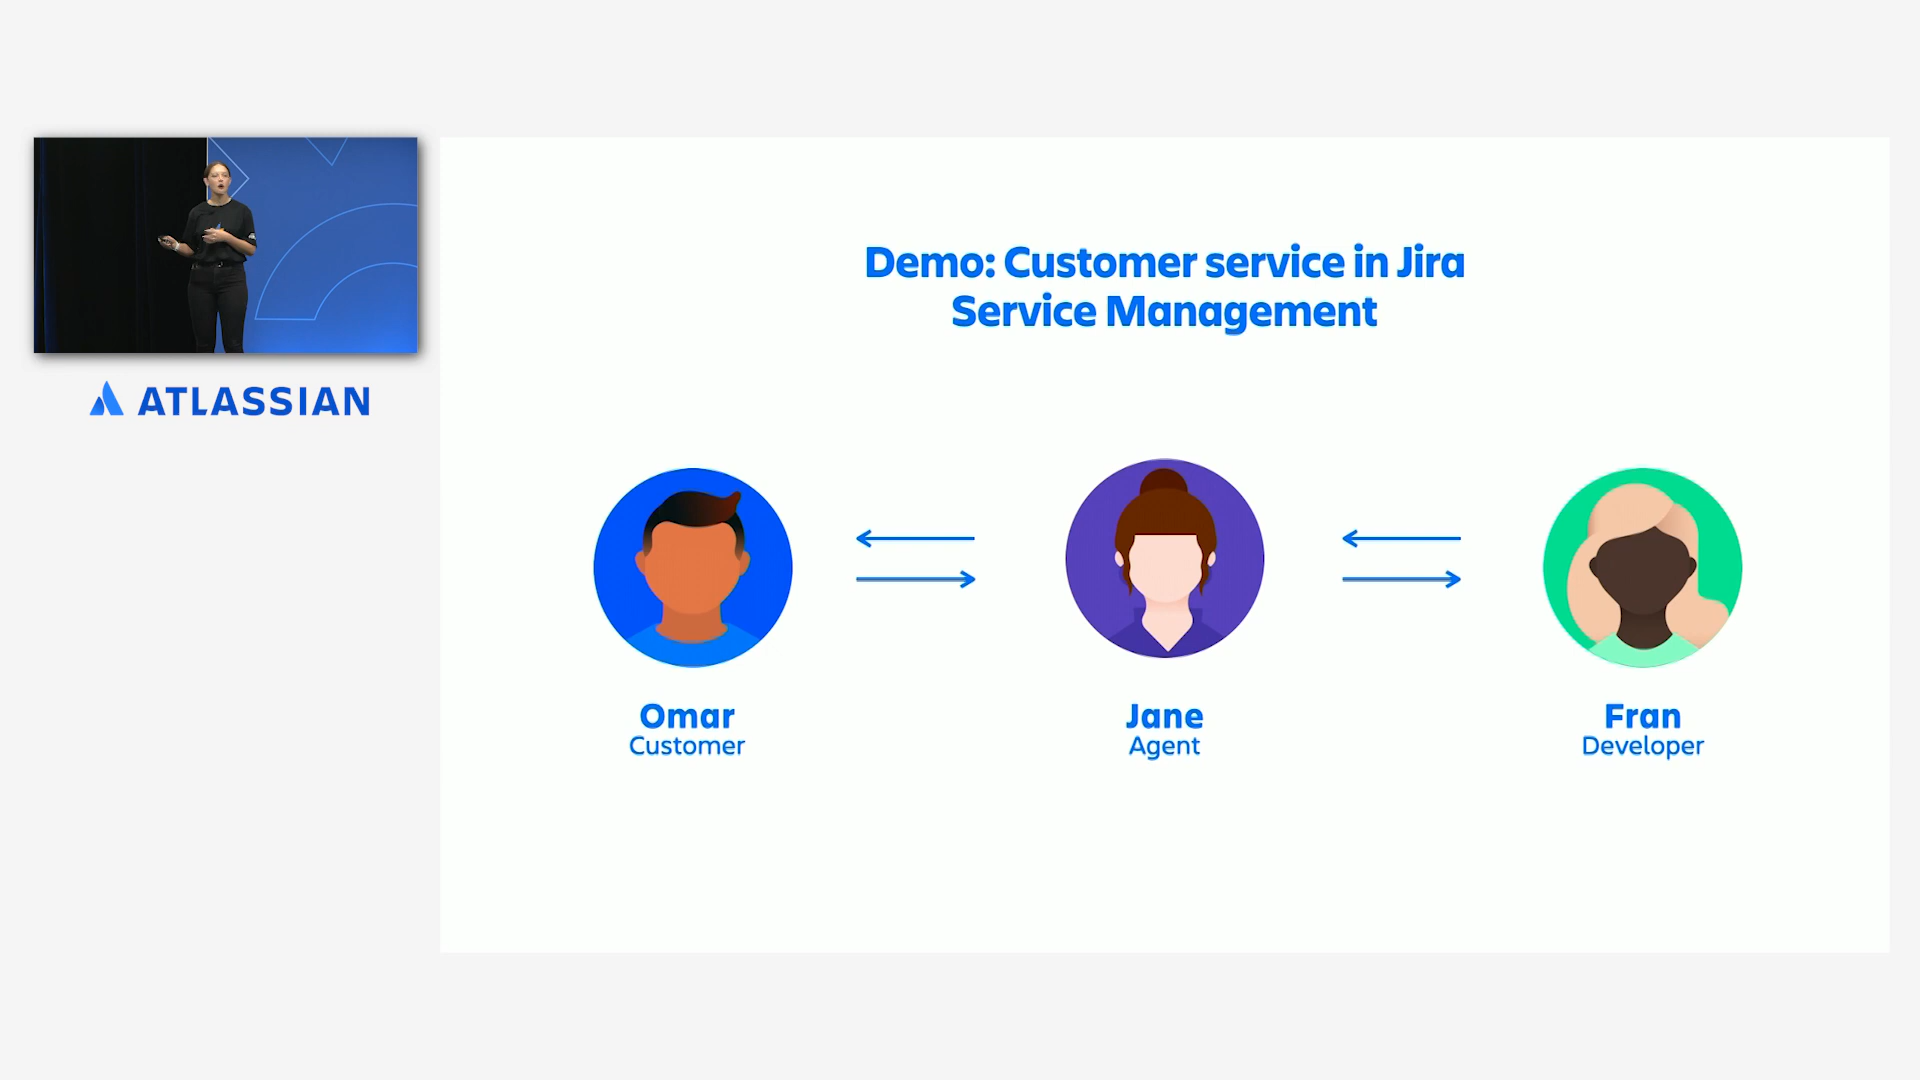 ATLASSIAN
Demo: Customer service in Jira
Service Management
Omar
Customer
Jane
Agent
Fran
Developer